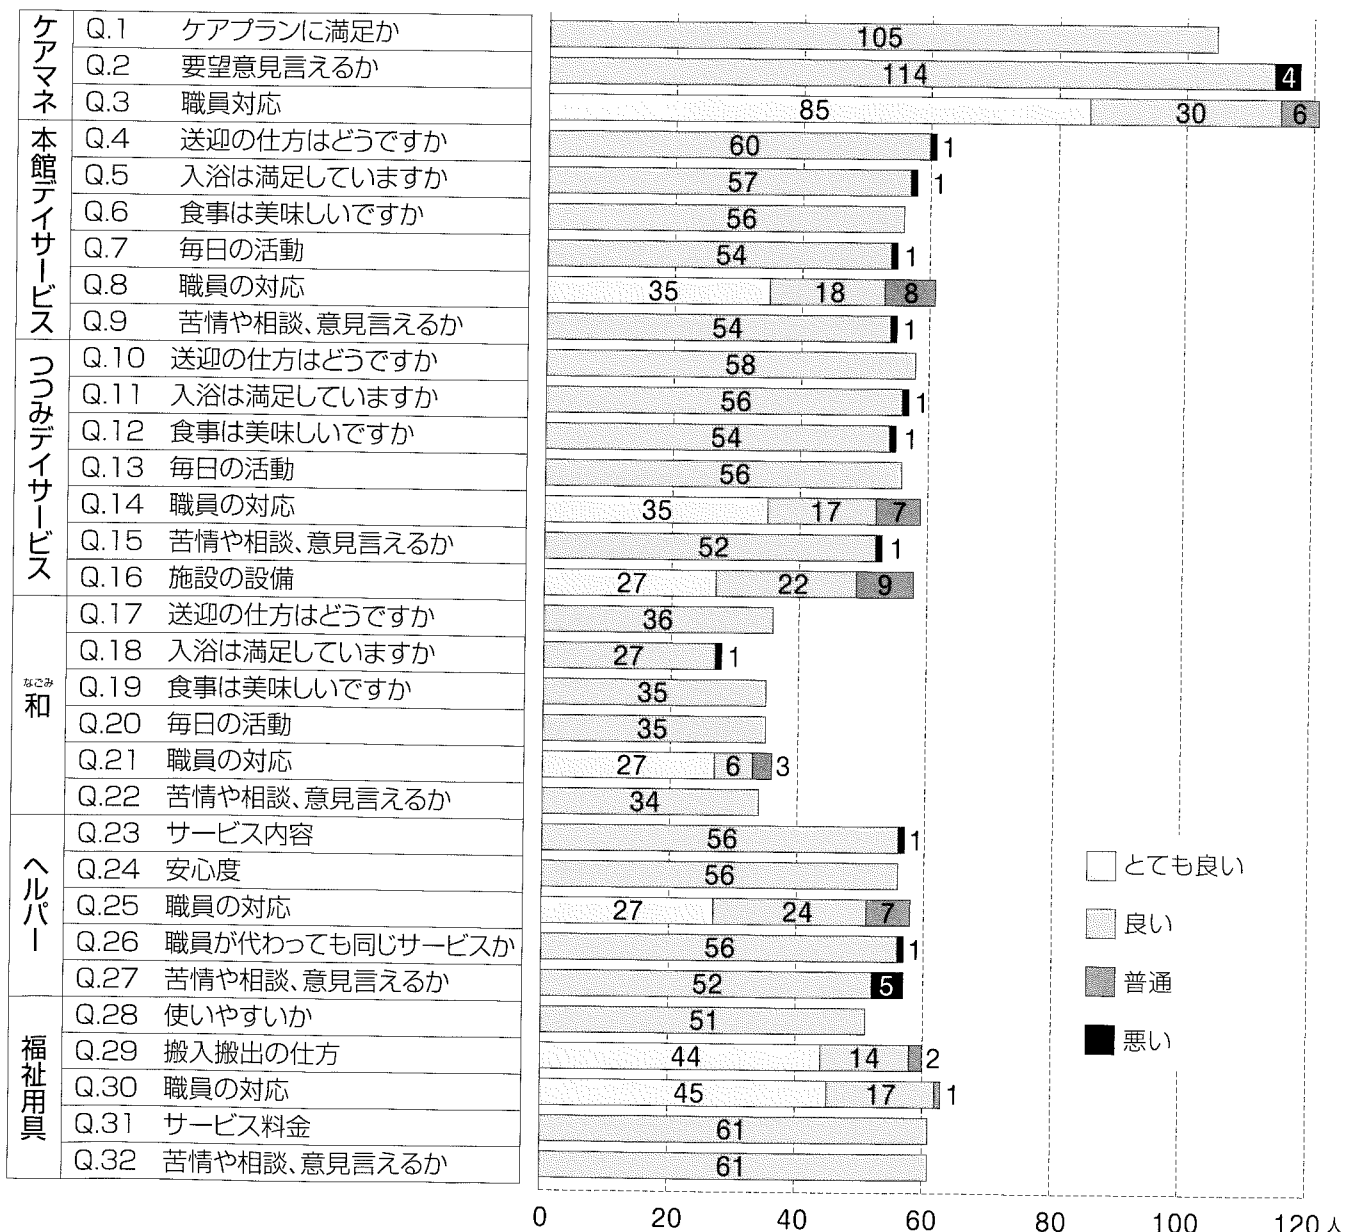 ケアマネ
Q.1 ケアプランに満足か 105
Q.2 要望意見言えるか 114 4
Q.3 職員対応 85 30 6
本館デイサービス
Q.4 送迎の仕方はどうですか 60 1
Q.5 入浴は満足していますか 57 1
Q.6 食事は美味しいですか 56
Q.7 毎日の活動 54 1
Q.8 職員の対応 35 18 8
Q.9 苦情や相談、意見言えるか 54 1
つつみデイサービス
Q.10 送迎の仕方はどうですか 58
Q.11 入浴は満足していますか 56 1
Q.12 食事は美味しいですか 54 1
Q.13 毎日の活動 56
Q.14 職員の対応 35 17 7
Q.15 苦情や相談、意見言えるか 52 1
Q.16 施設の設備 27 22 9
なごみ
和
Q.17 送迎の仕方はどうですか 36
Q.18 入浴は満足していますか 27 1
Q.19 食事は美味しいですか 35
Q.20 毎日の活動 35
Q.21 職員の対応 27 6 3
Q.22 苦情や相談、意見言えるか 34
ヘルパー
Q.23 サービス内容 56 1
Q.24 安心度 56
Q.25 職員の対応 27 24 7
Q.26 職員が代わっても同じサービスか 56 1
Q.27 苦情や相談、意見言えるか 52 5
福祉用具
Q.28 使いやすいか 51
Q.29 搬入搬出の仕方 44 14 2
Q.30 職員の対応 45 17 1
Q.31 サービス料金 61
Q.32 苦情や相談、意見言えるか 61
とても良い
良い
普通
悪い
0 20 40 60 80 100 120人